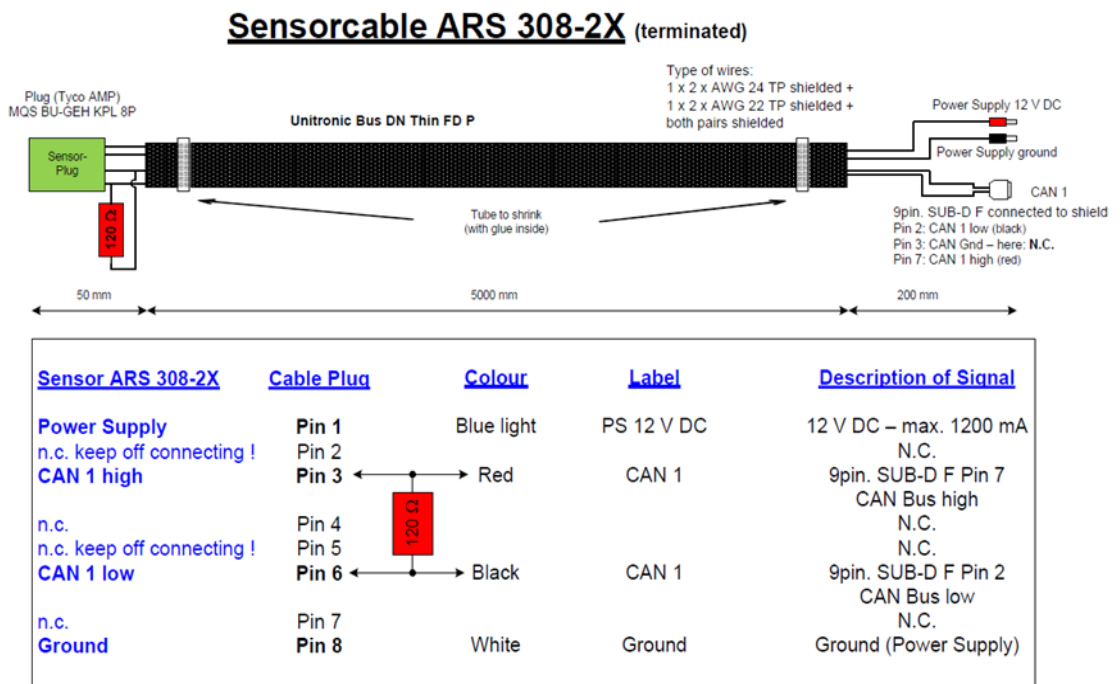 Sensorcable ARS 308-2X (terminated)
Plug (Tyco AMP)
MQS BU-GEH KPL 8P
Unitronic Bus DN Thin FD P
Type of wires:
1 x 2 x AWG 24 TP shielded +
1 x 2 x AWG 22 TP shielded +
both pairs shielded
Power Supply 12 V DC
Power Supply ground
Sensor-
Plug
120 Ω
Tube to shrink
(with glue inside)
CAN 1
9pin. SUB-D F connected to shield
Pin 2: CAN 1 low (black)
Pin 3: CAN Gnd – here: N.C.
Pin 7: CAN 1 high (red)
50 mm 5000 mm 200 mm
Sensor ARS 308-2X Cable Plug Colour Label Description of Signal
Power Supply Pin 1 Blue light PS 12 V DC 12 V DC – max. 1200 mA
n.c. keep off connecting ! Pin 2 N.C.
CAN 1 high Pin 3 Red CAN 1 9pin. SUB-D F Pin 7
CAN Bus high
120 Ω
n.c. Pin 4 N.C.
n.c. keep off connecting ! Pin 5 N.C.
CAN 1 low Pin 6 Black CAN 1 9pin. SUB-D F Pin 2
CAN Bus low
n.c. Pin 7 N.C.
Ground Pin 8 White Ground Ground (Power Supply)